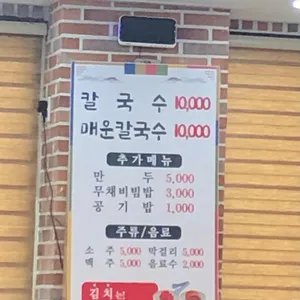 칼국수 10,000
매운칼국수 10,000
추가메뉴
만두 5,000
무채비빔밥 3,000
공기밥 1,000
주류/음료
소주 5,000 막걸리 5,000
맥주 5,000 음료수 2,000
김치는